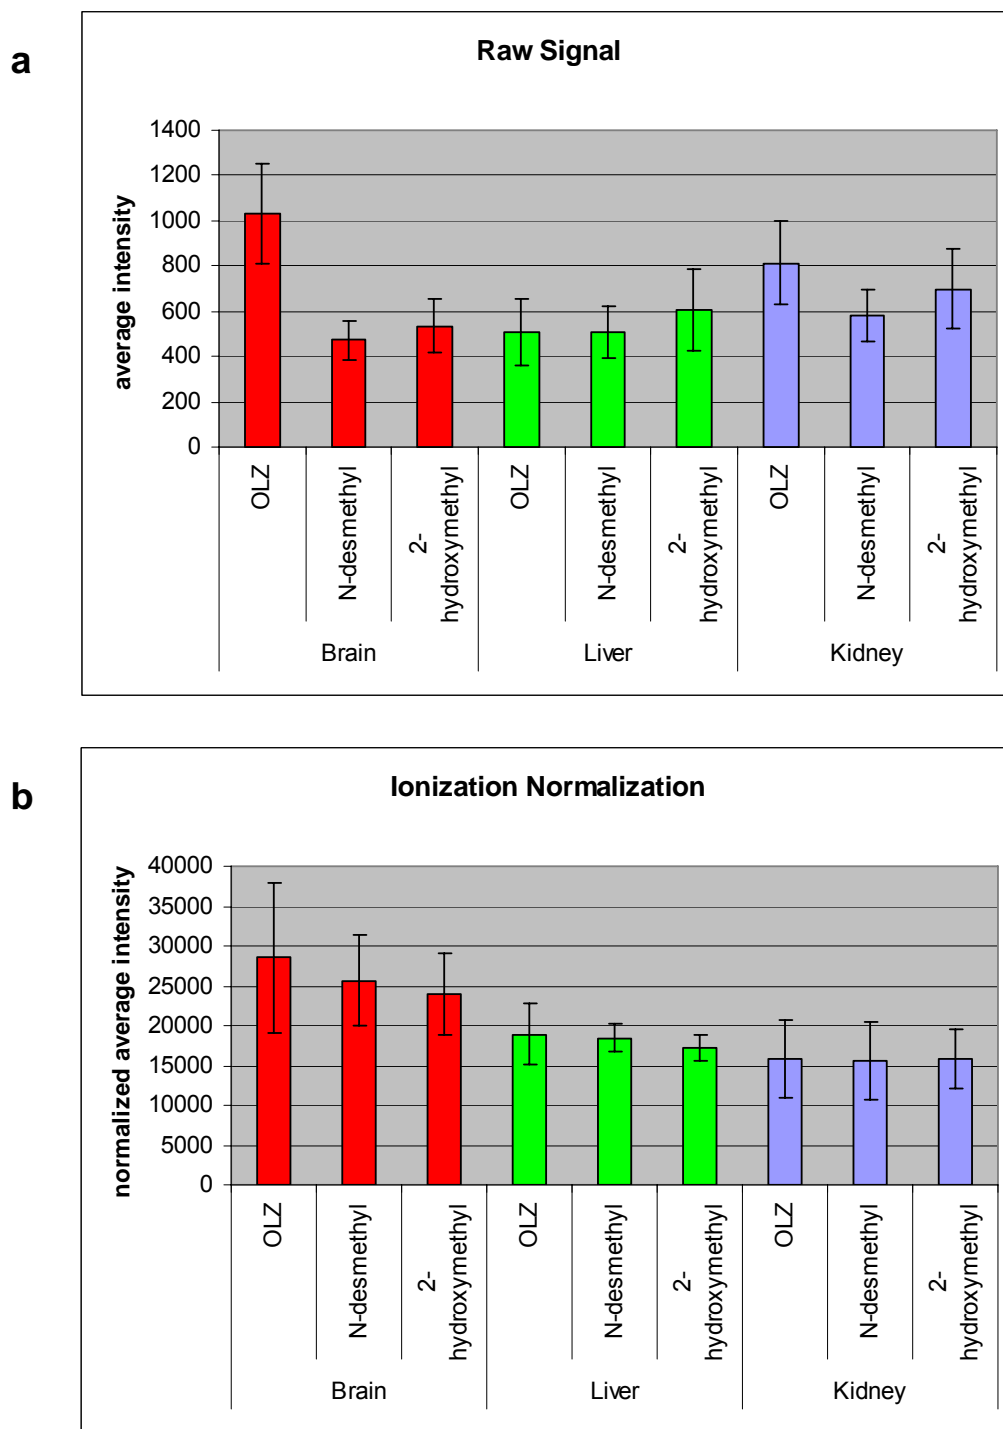 a
Raw Signal
average intensity
1400
1200
1000
800
600
400
200
0
OLZ
N-desmethyl
2-
hydroxymethyl
OLZ
N-desmethyl
2-
hydroxymethyl
OLZ
N-desmethyl
2-
hydroxymethyl
Brain
Liver
Kidney
b
Ionization Normalization
normalized average intensity
40000
35000
30000
25000
20000
15000
10000
5000
0
OLZ
N-desmethyl
2-
hydroxymethyl
OLZ
N-desmethyl
2-
hydroxymethyl
OLZ
N-desmethyl
2-
hydroxymethyl
Brain
Liver
Kidney